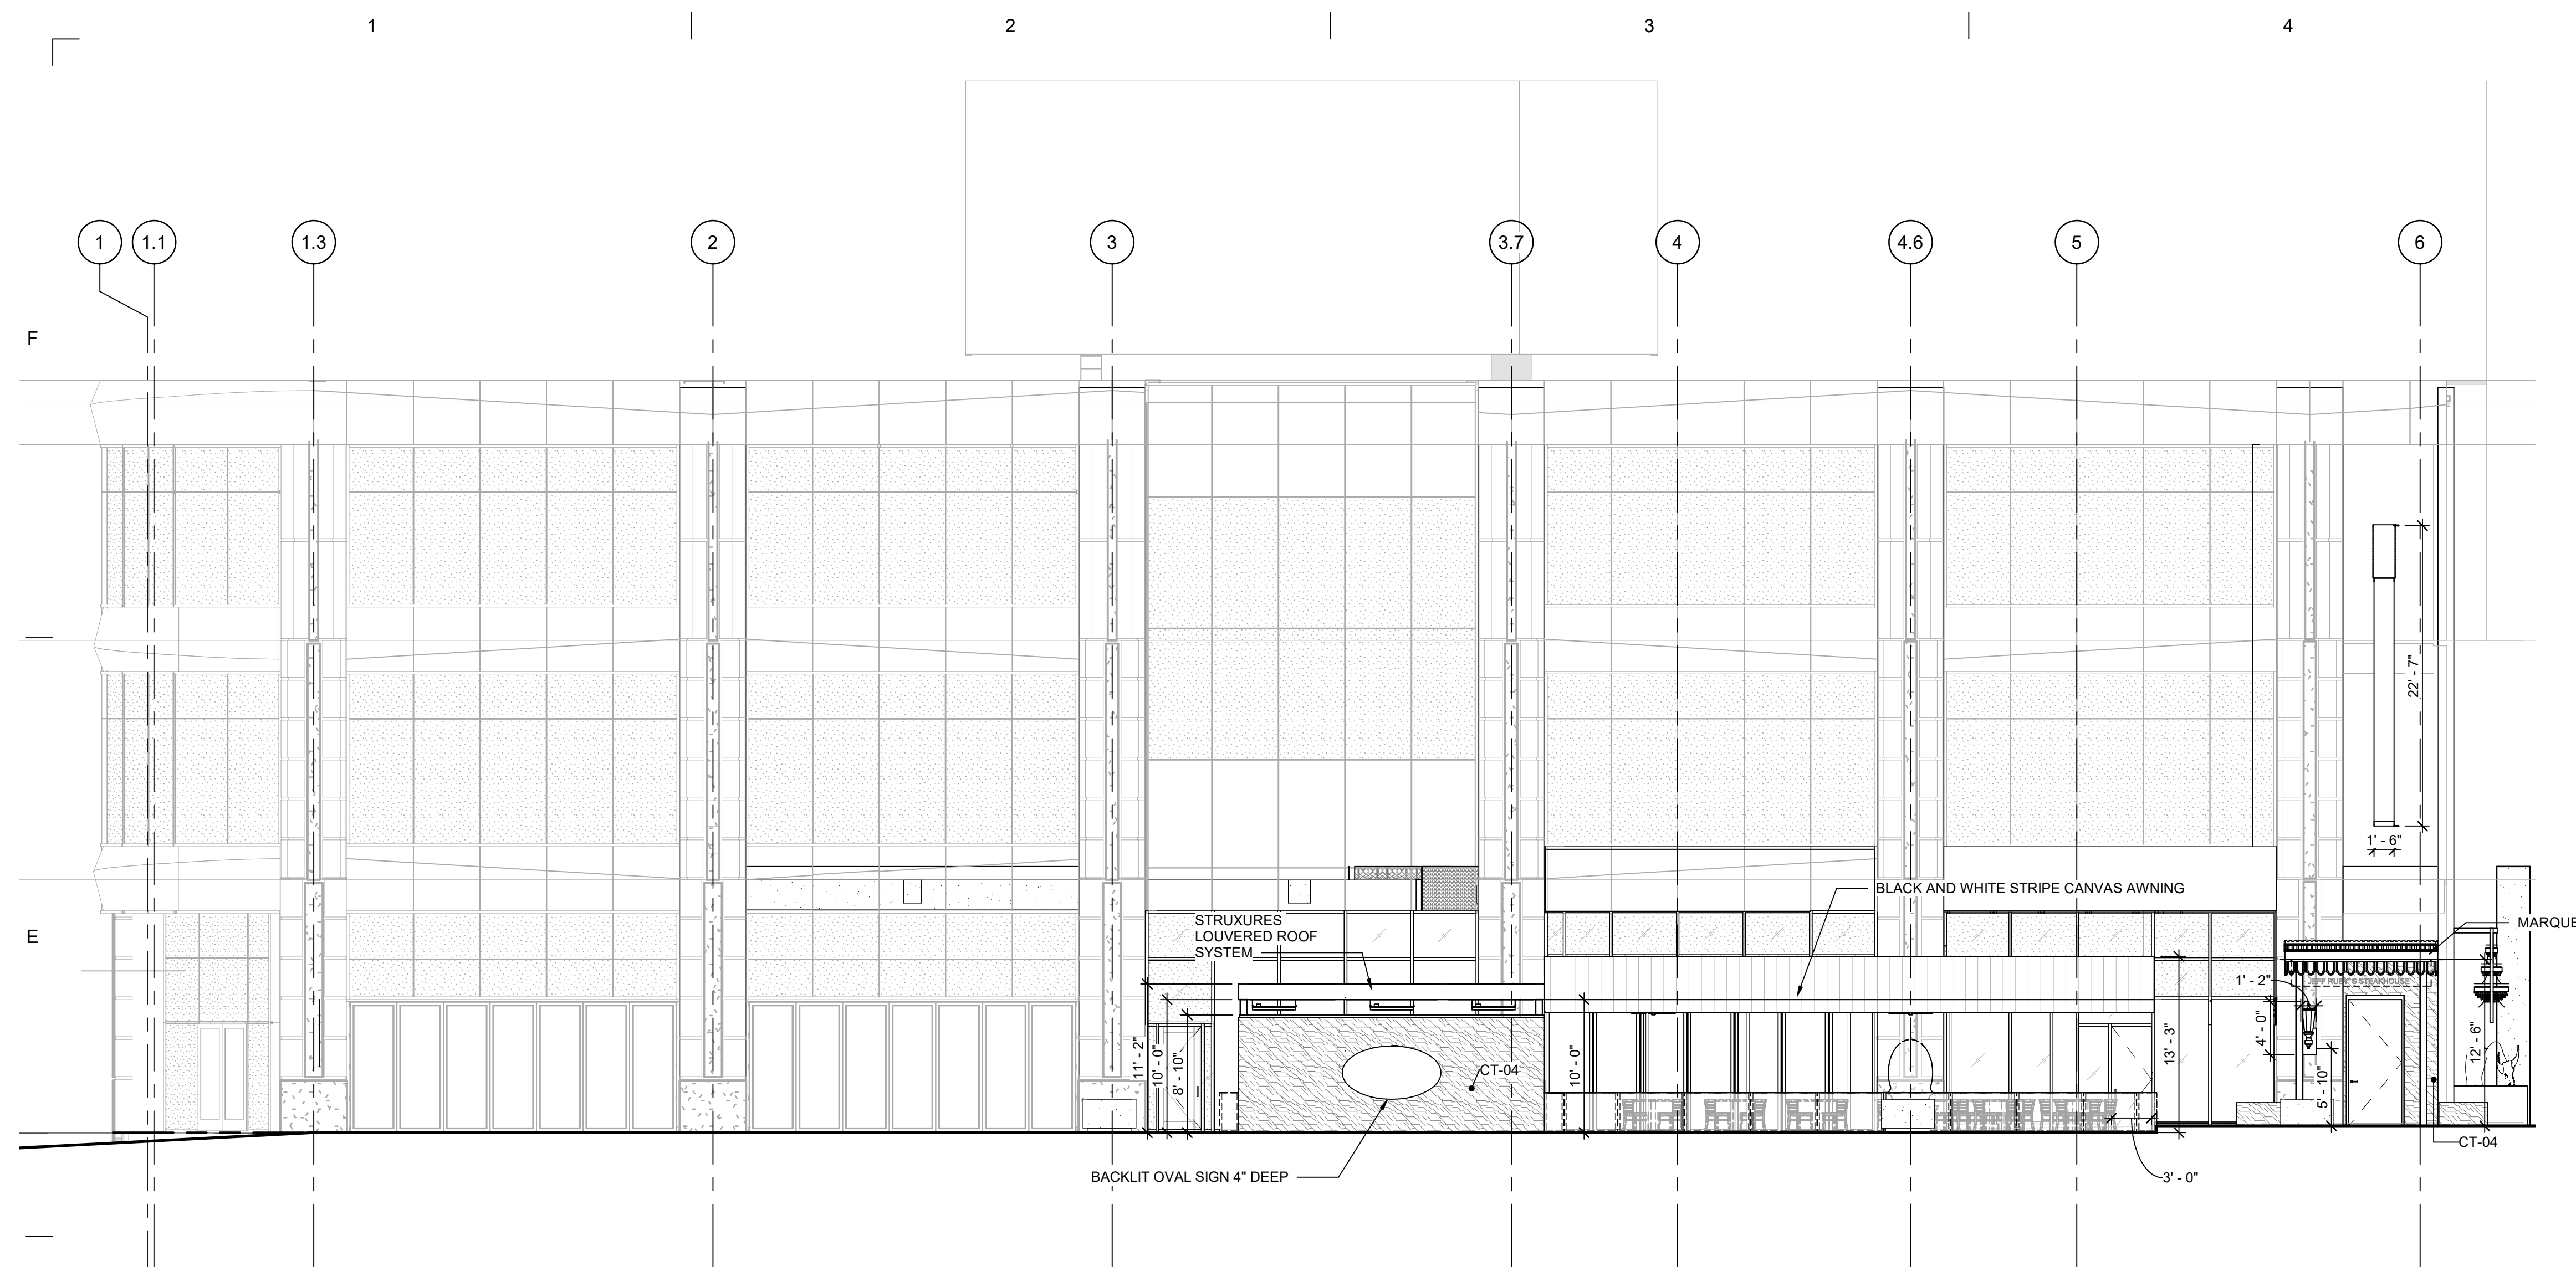 1
2
3
4
1
1.1
1.3
2
3
3.7
4
4.6
5
6
F
E
22' - 7"
1' - 6"
BLACK AND WHITE STRIPE CANVAS AWNING
STRUXURES
LOUVERED ROOF
SYSTEM
MARQUE
JEFF RUBY'S STEAKHOUSE
1' - 2"
11' - 2"
10' - 0"
8' - 10"
CT-04
10' - 0"
13' - 3"
4' - 0"
5' - 10"
12' - 6"
CT-04
BACKLIT OVAL SIGN 4" DEEP
3' - 0"